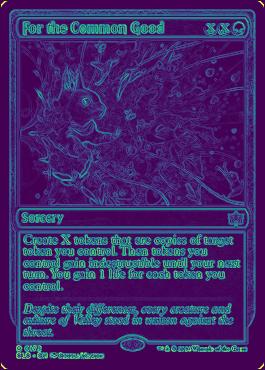 For the Common Good XX
Sorcery
Create X tokens that are copies of target
token you control. Then tokens you
control gain indestructible until your next
turn. You gain 1 life for each token you
control.
Despite their differences, every creature
and culture of Valley stood in unison against the
threat.